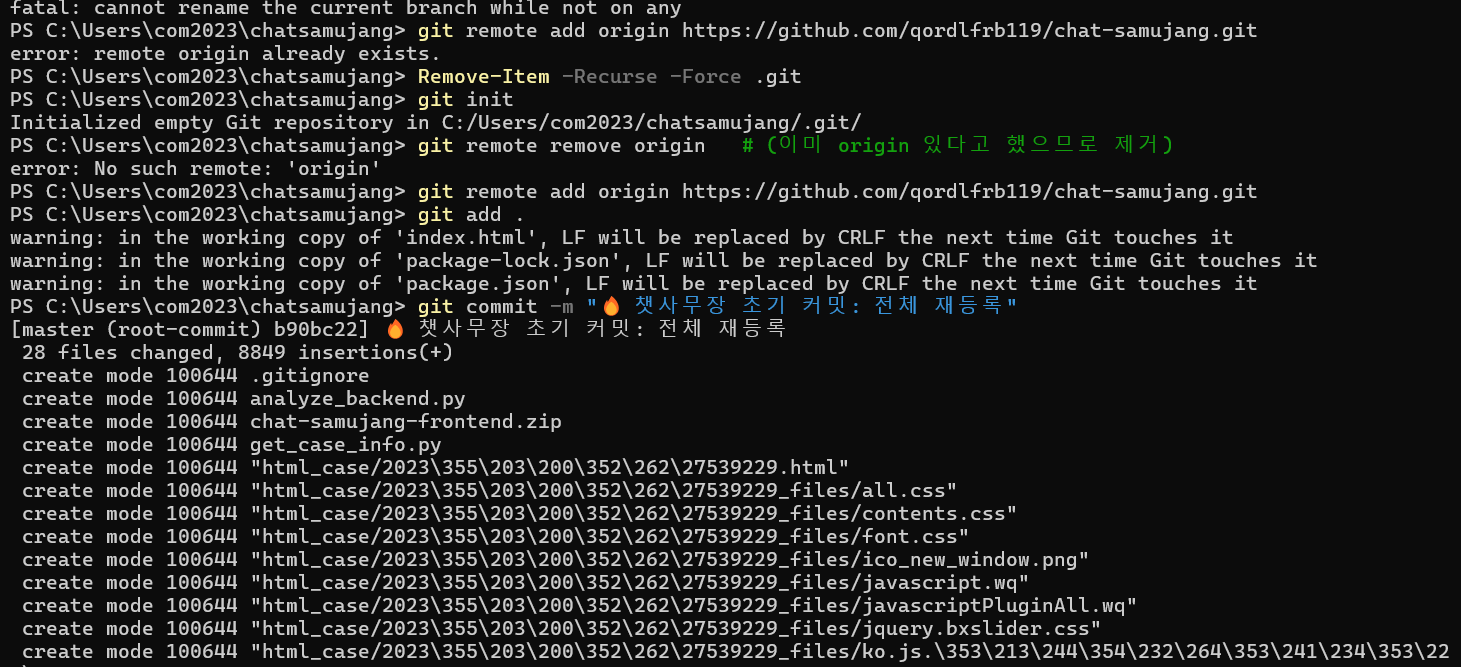 fatal: cannot rename the current branch while not on any
PS C:\Users\com2023\chatsamujang> git remote add origin https://github.com/qordlfrb119/chat-samujang.git
error: remote origin already exists.
PS C:\Users\com2023\chatsamujang> Remove-Item -Recurse -Force .git
PS C:\Users\com2023\chatsamujang> git init
Initialized empty Git repository in C:/Users/com2023/chatsamujang/.git/
PS C:\Users\com2023\chatsamujang> git remote remove origin   # (이미 origin 있다고 했으므로 제거)
error: No such remote: 'origin'
PS C:\Users\com2023\chatsamujang> git remote add origin https://github.com/qordlfrb119/chat-samujang.git
PS C:\Users\com2023\chatsamujang> git add .
warning: in the working copy of 'index.html', LF will be replaced by CRLF the next time Git touches it
warning: in the working copy of 'package-lock.json', LF will be replaced by CRLF the next time Git touches it
warning: in the working copy of 'package.json', LF will be replaced by CRLF the next time Git touches it
PS C:\Users\com2023\chatsamujang> git commit -m "🔥 챗사무장 초기 커밋: 전체 재등록"
[master (root-commit) b90bc22] 🔥 챗사무장 초기 커밋: 전체 재등록
 28 files changed, 8849 insertions(+)
 create mode 100644 .gitignore
 create mode 100644 analyze_backend.py
 create mode 100644 chat-samujang-frontend.zip
 create mode 100644 get_case_info.py
 create mode 100644 "html_case/2023\355\203\200\352\262\27539229.html"
 create mode 100644 "html_case/2023\355\203\200\352\262\27539229_files/all.css"
 create mode 100644 "html_case/2023\355\203\200\352\262\27539229_files/contents.css"
 create mode 100644 "html_case/2023\355\203\200\352\262\27539229_files/font.css"
 create mode 100644 "html_case/2023\355\203\200\352\262\27539229_files/ico_new_window.png"
 create mode 100644 "html_case/2023\355\203\200\352\262\27539229_files/javascript.wq"
 create mode 100644 "html_case/2023\355\203\200\352\262\27539229_files/javascriptPluginAll.wq"
 create mode 100644 "html_case/2023\355\203\200\352\262\27539229_files/jquery.bxslider.css"
 create mode 100644 "html_case/2023\355\203\200\352\262\27539229_files/ko.js.\353\213\244\354\232\264\353\241\234\353\22